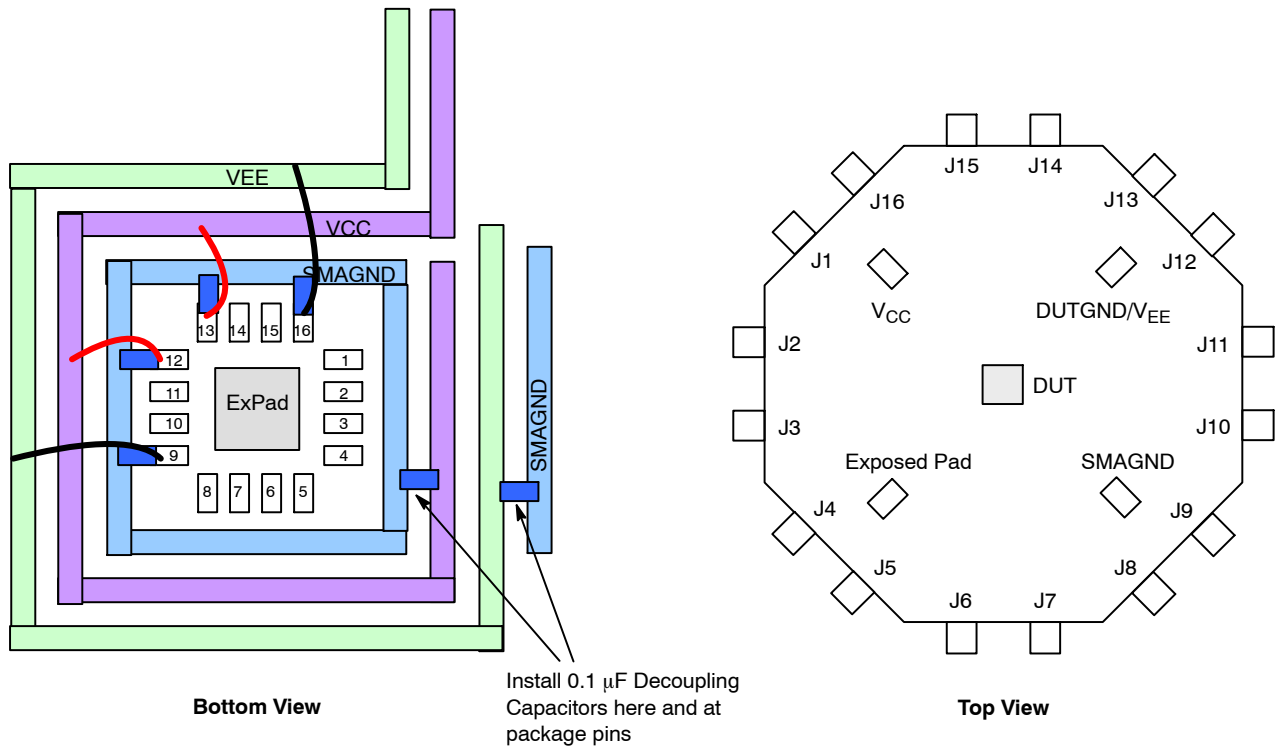 VEE
VCC
SMAGND
13
14
15
16
12
11
10
9
ExPad
1
2
3
4
8
7
6
5
SMAGND
Install 0.1 μF Decoupling
Capacitors here and at
package pins
Bottom View
J15
J14
J16
J13
J1
J12
VCC
DUTGND/VEE
J2
J11
DUT
J3
J10
Exposed Pad
SMAGND
J4
J9
J5
J8
J6
J7
Top View